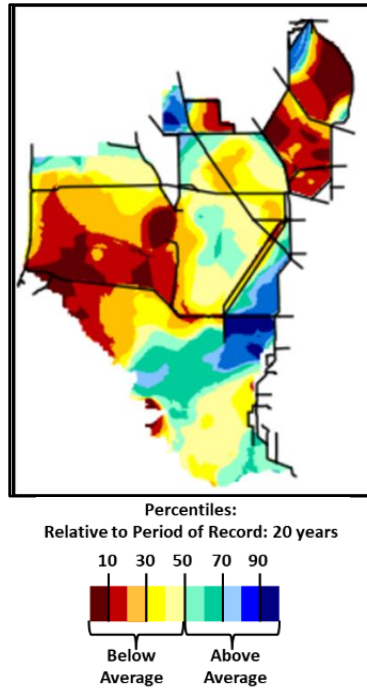 Percentiles:
Relative to Period of Record: 20 years
10 30 50 70 90
Below Above
Average Average